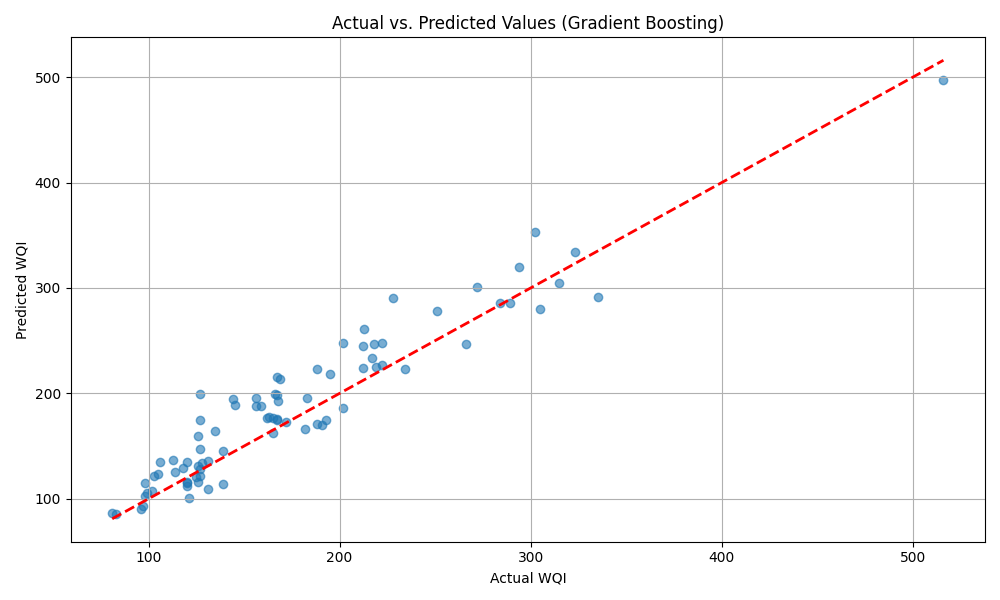 Actual vs. Predicted Values (Gradient Boosting)
500
400
300
200
100
Predicted WQI
100 200 300 400 500
Actual WQI